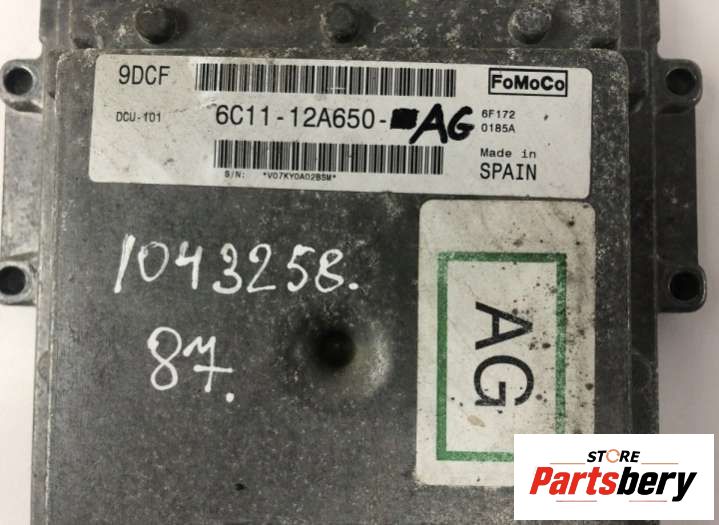 9DCF
FoMoCo
DCU-101
6C11-12A650-AG
6F172
0185A
Made in
SPAIN
S/N: *V07KY0A02BSM*
1043258.
87.
AG
STORE
Partsbery